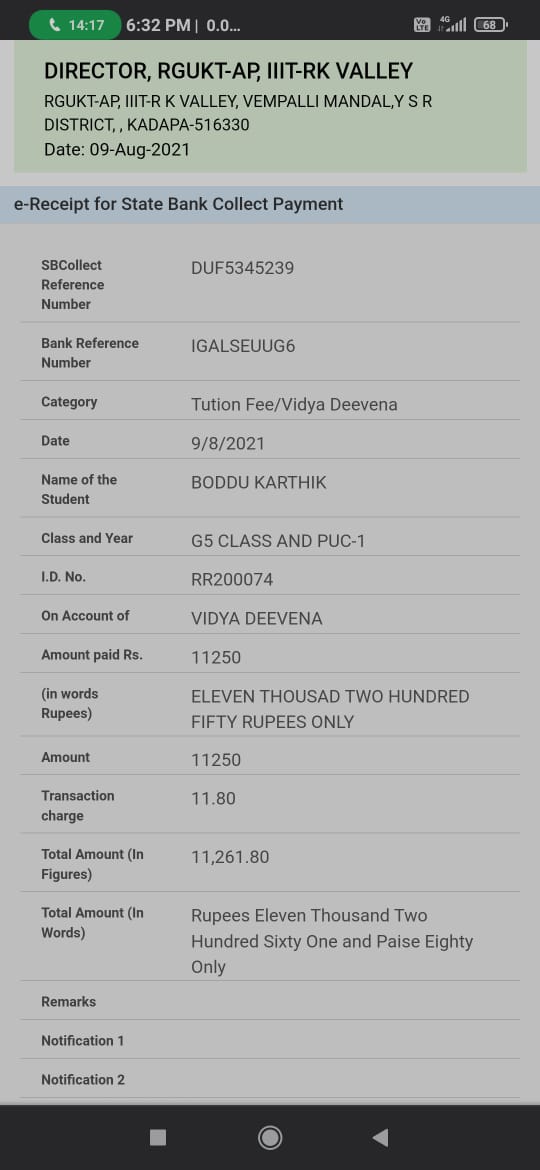 14:17 6:32 PM | 0.0... Vo LTE 4G 68
DIRECTOR, RGUKT-AP, IIIT-RK VALLEY
RGUKT-AP, IIIT-R K VALLEY, VEMPALLI MANDAL,Y S R
DISTRICT, , KADAPA-516330
Date: 09-Aug-2021
e-Receipt for State Bank Collect Payment
SBCollect
Reference
Number
DUF5345239
Bank Reference
Number
IGALSEUUG6
Category
Tution Fee/Vidya Deevena
Date
9/8/2021
Name of the
Student
BODDU KARTHIK
Class and Year
G5 CLASS AND PUC-1
I.D. No.
RR200074
On Account of
VIDYA DEEVENA
Amount paid Rs.
11250
(in words
Rupees)
ELEVEN THOUSAD TWO HUNDRED
FIFTY RUPEES ONLY
Amount
11250
Transaction
charge
11.80
Total Amount (In
Figures)
11,261.80
Total Amount (In
Words)
Rupees Eleven Thousand Two
Hundred Sixty One and Paise Eighty
Only
Remarks
Notification 1
Notification 2